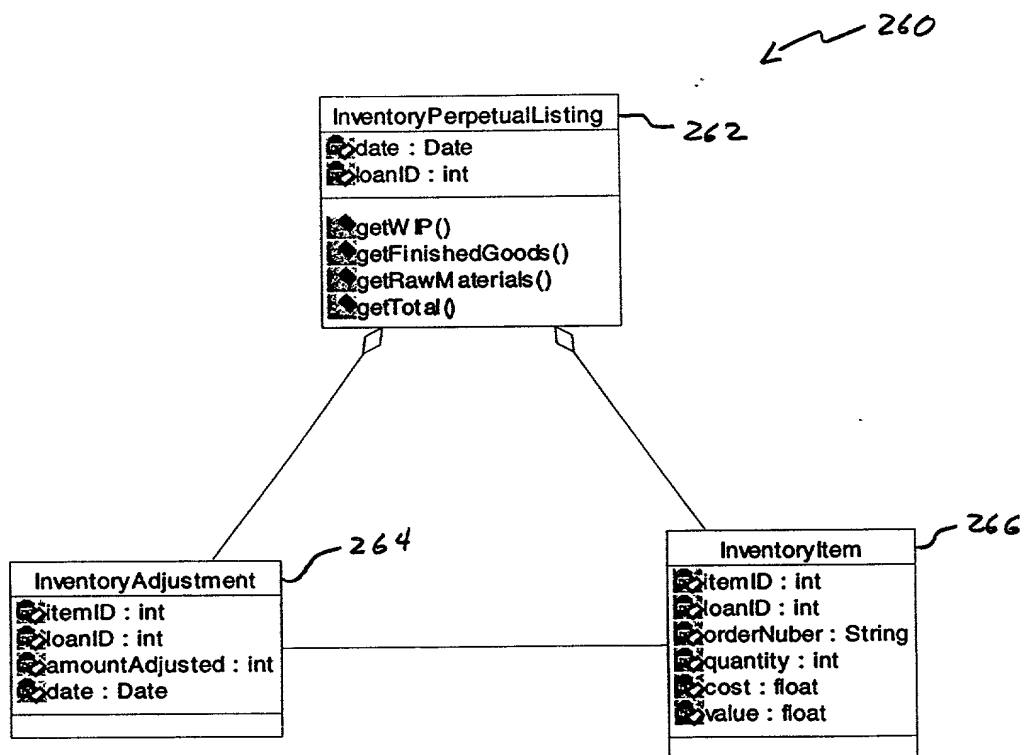 260
InventoryPerpetualListing
262
date : Date
loanID : int
getWIP()
getFinishedGoods()
getRawMaterials()
getTotal()
264
InventoryAdjustment
itemID : int
loanID : int
amountAdjusted : int
date : Date
266
InventoryItem
itemID : int
loanID : int
orderNuber : String
quantity : int
cost : float
value : float